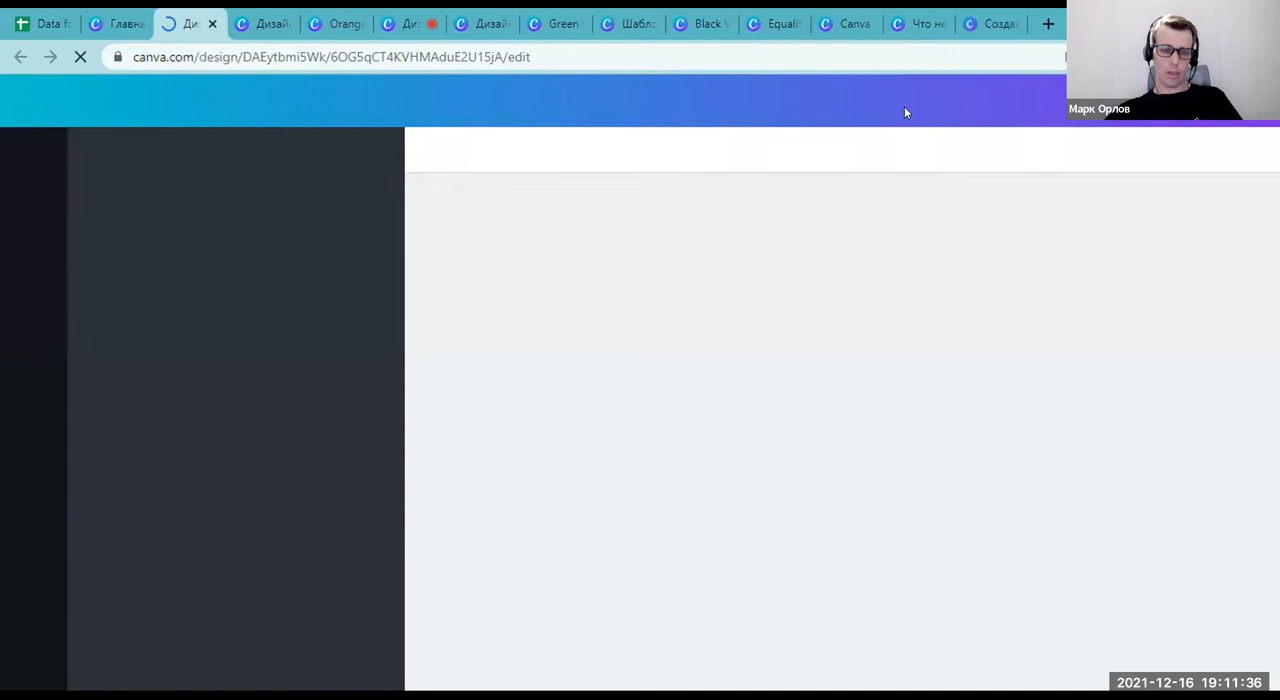 Data fo Главна Ди Дизай Orang Ди Дизай Green Шабло Black Equali Canva Что не Созда
canva.com/design/DAEytbmi5Wk/6OG5qCT4KVHMAduE2U15jA/edit
Марк Орлов
2021-12-16 19:11:36